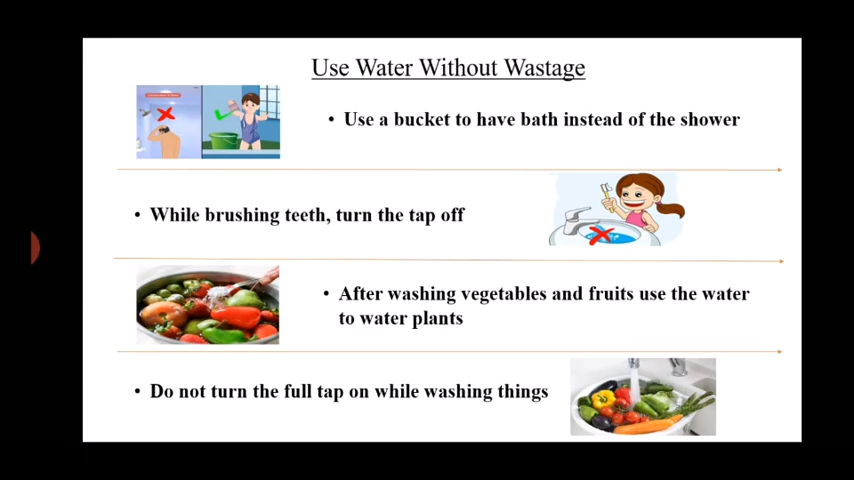 Use Water Without Wastage
• Use a bucket to have bath instead of the shower
• While brushing teeth, turn the tap off
• After washing vegetables and fruits use the water
to water plants
• Do not turn the full tap on while washing things